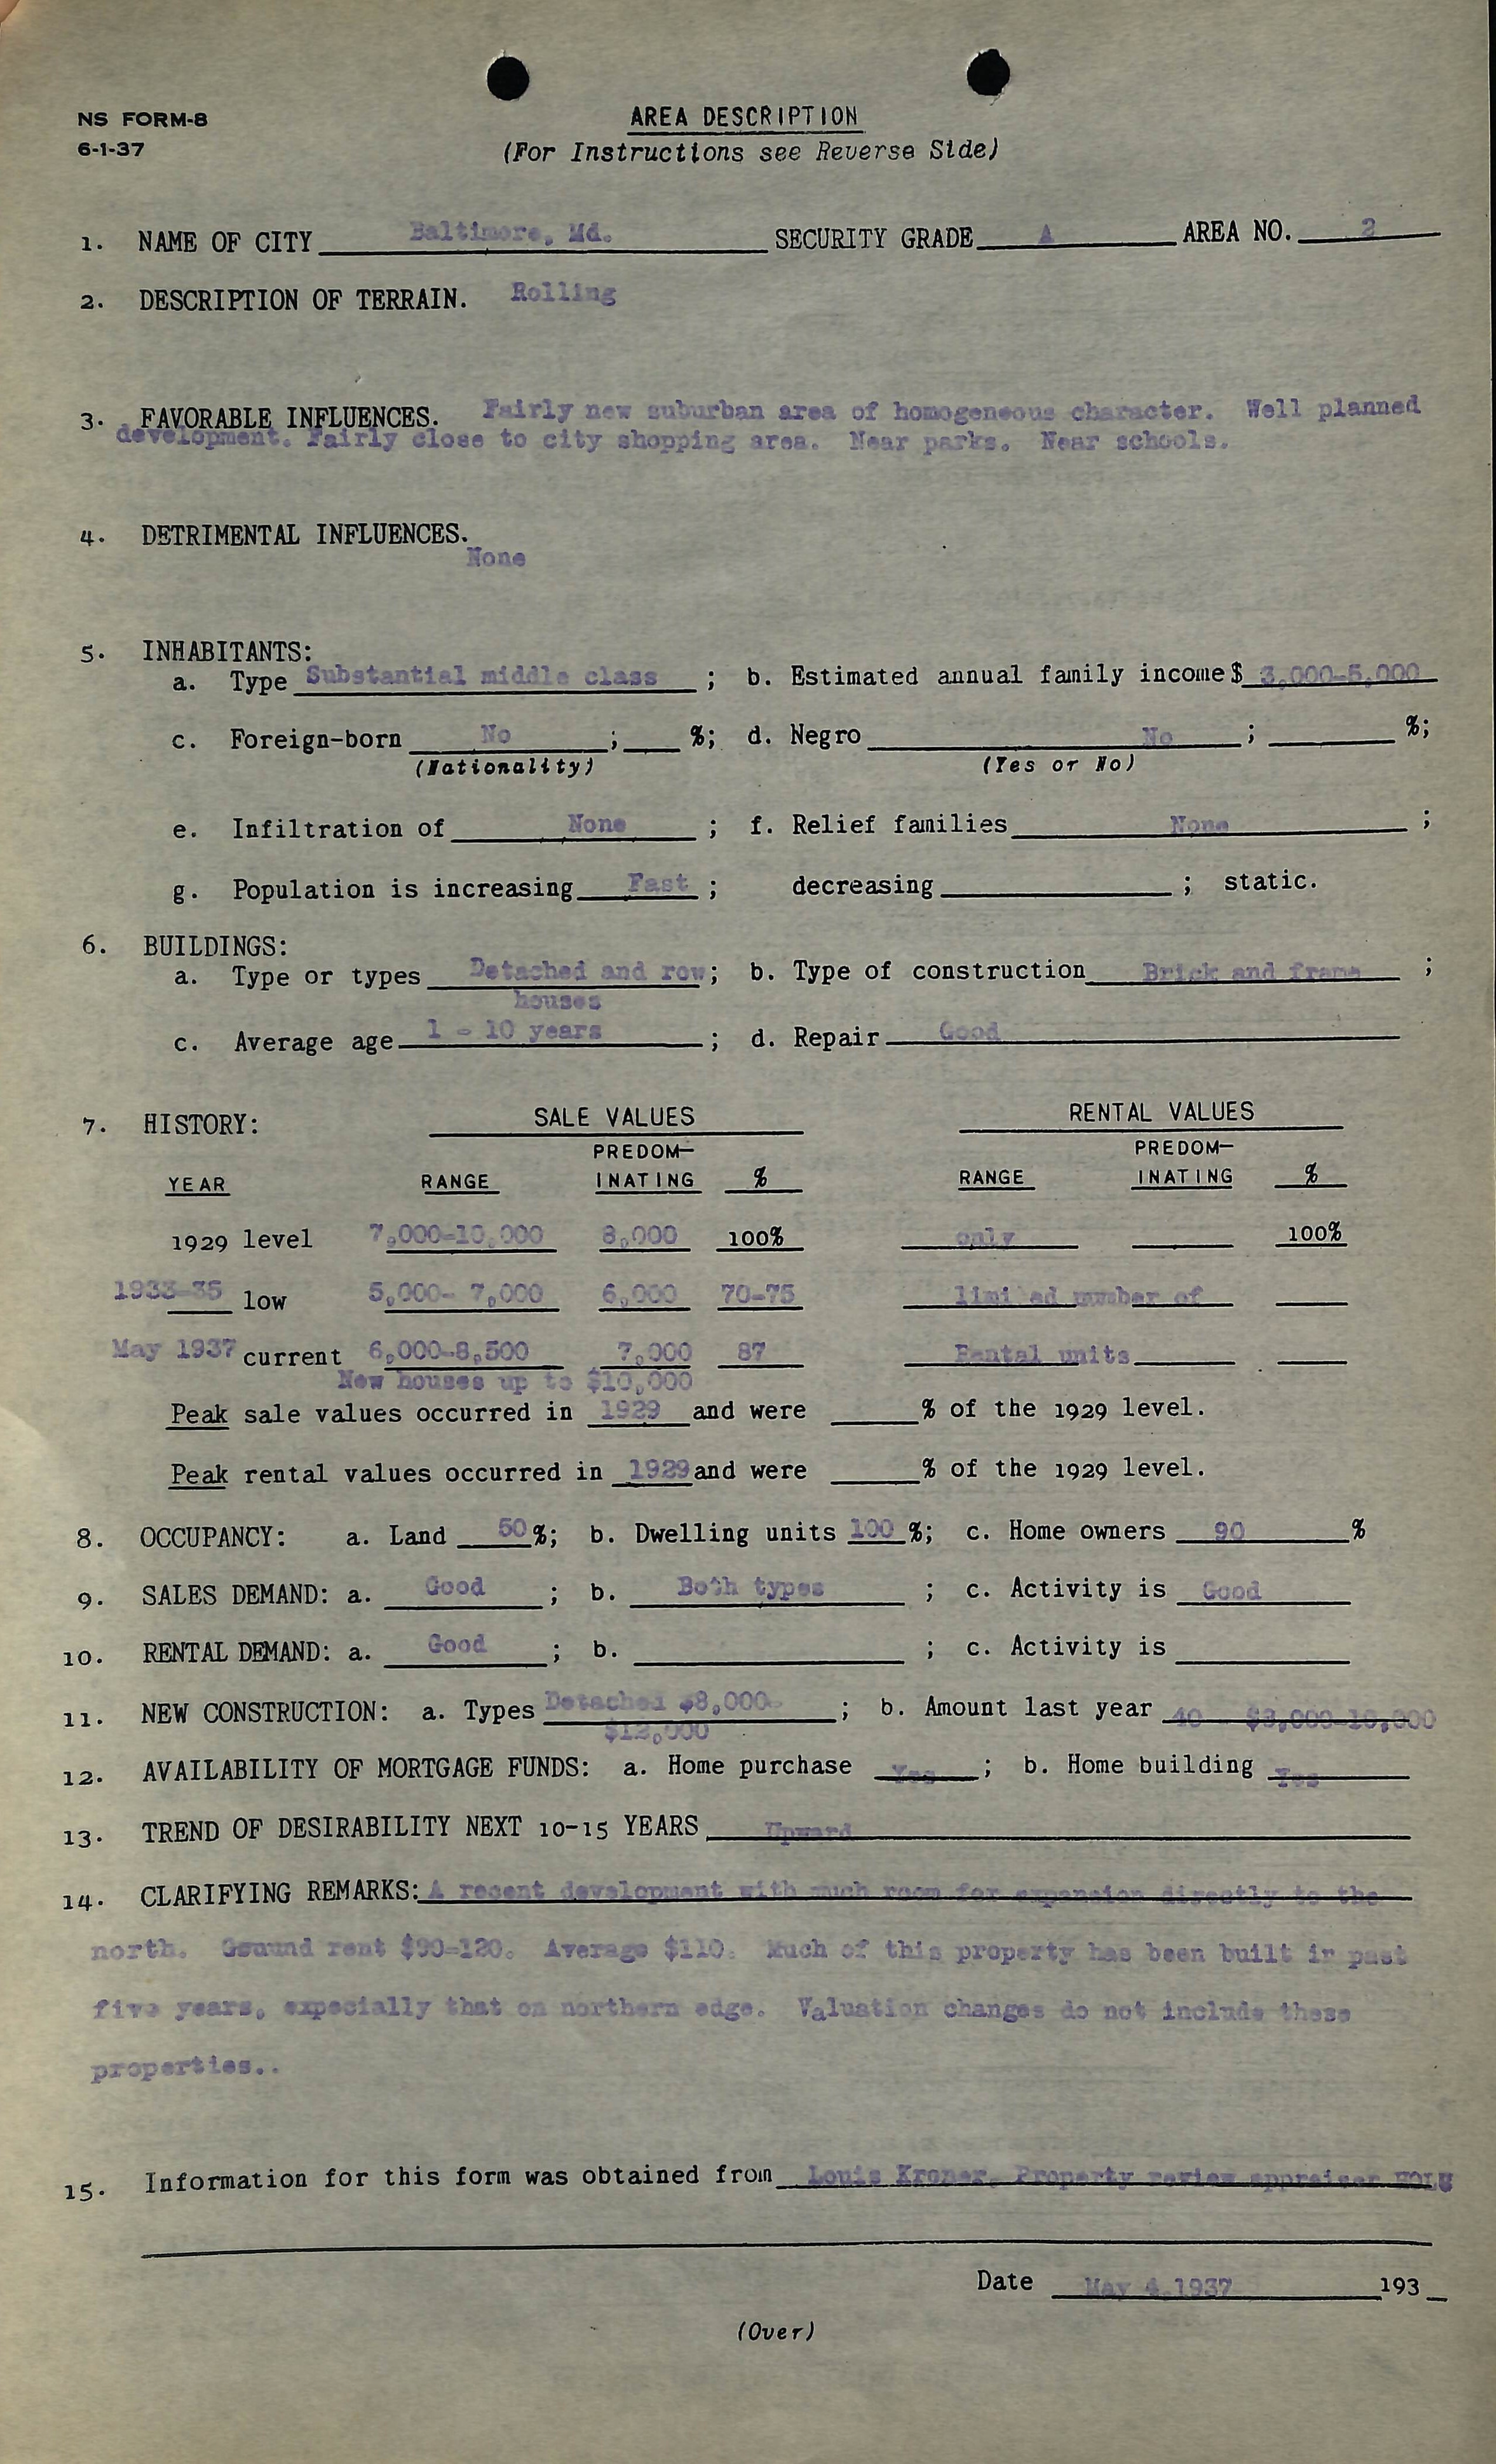 NS FORM-8
6-1-37
AREA DESCRIPTION
(For Instructions see Reverse Side)
1. NAME OF CITY Baltimore, Md. SECURITY GRADE A AREA NO. 2
2. DESCRIPTION OF TERRAIN. Rolling
3. FAVORABLE INFLUENCES. Fairly new suburban area of homogeneous character. Well planned
development. Fairly close to city shopping area. Near parks. Near schools.
4. DETRIMENTAL INFLUENCES.
None
5. INHABITANTS:
a. Type Substantial middle class ; b. Estimated annual family income $ 3,000-5,000
c. Foreign-born No ; %; d. Negro No ; %;
(Nationality) (Yes or No)
e. Infiltration of None ; f. Relief families None ;
g. Population is increasing Fast ; decreasing ; static.
6. BUILDINGS:
a. Type or types Detached and row ; b. Type of construction Brick and frame ;
houses
c. Average age 1 - 10 years ; d. Repair Good
7. HISTORY: SALE VALUES RENTAL VALUES
PREDOM- PREDOM-
YEAR RANGE INATING % RANGE INATING %
1929 level 7,000-10,000 8,000 100% only 100%
1933-35 low 5,000- 7,000 6,000 70-75 limited number of
May 1937 current 6,000-8,500 7,000 87 Rental units
New houses up to $10,000
Peak sale values occurred in 1929 and were % of the 1929 level.
Peak rental values occurred in 1929 and were % of the 1929 level.
8. OCCUPANCY: a. Land 50 %; b. Dwelling units 100 %; c. Home owners 90 %
9. SALES DEMAND: a. Good ; b. Both types ; c. Activity is Good
10. RENTAL DEMAND: a. Good ; b. ; c. Activity is
11. NEW CONSTRUCTION: a. Types Detached $8,000- ; b. Amount last year 40 -
$12,000
12. AVAILABILITY OF MORTGAGE FUNDS: a. Home purchase Yes ; b. Home building Yes
13. TREND OF DESIRABILITY NEXT 10-15 YEARS Upward
14. CLARIFYING REMARKS: A recent development with much room for expansion directly to the
north. Ground rent $90-120. Average $110. Much of this property has been built in past
five years, expecially that on northern edge. Valuation changes do not include these
properties..
15. Information for this form was obtained from Louis Kroner, Property review appraiser
Date May 4,1937 193_
(Over)